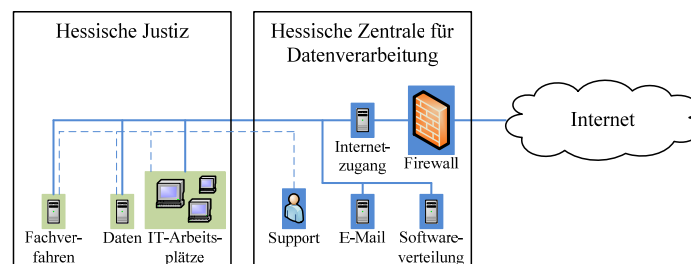 Hessische Justiz
Hessische Zentrale für
Datenverarbeitung
Internet-
zugang
Firewall
Internet
Fachver-
fahren
Daten
IT-Arbeits-
plätze
Support
E-Mail
Software-
verteilung